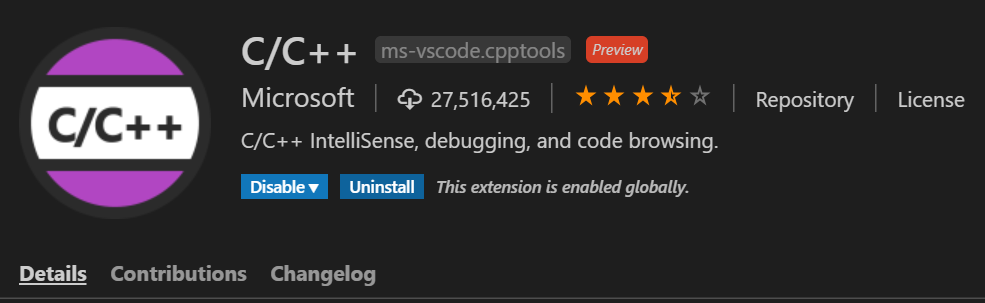 C/C++
C/C++ ms-vscode.cpptools Preview
Microsoft 27,516,425 Repository License
C/C++ IntelliSense, debugging, and code browsing.
Disable Uninstall This extension is enabled globally.
Details Contributions Changelog